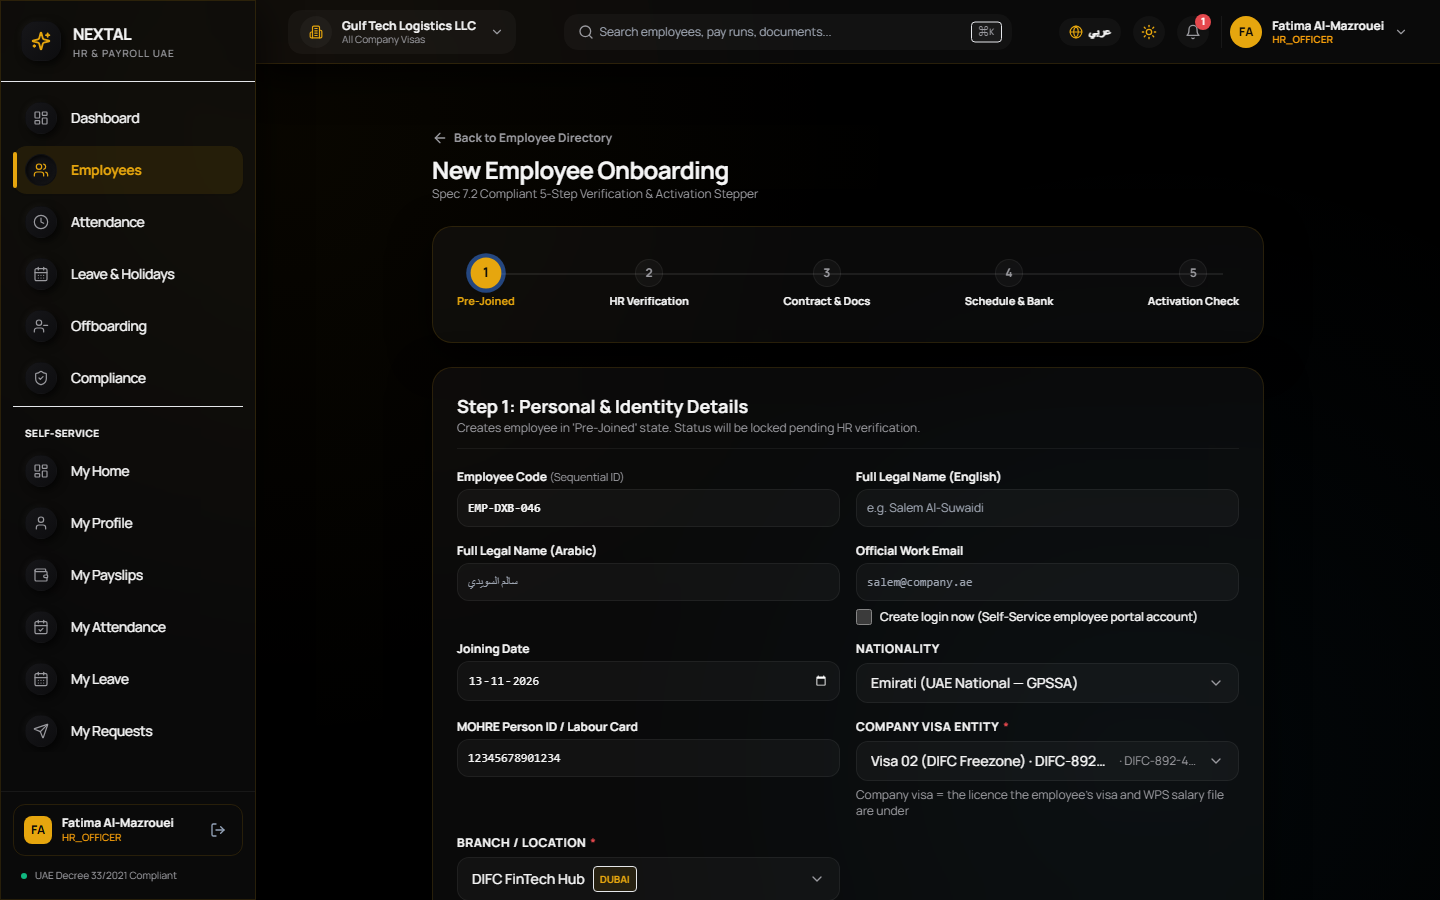 NEXTAL
HR & PAYROLL UAE
Gulf Tech Logistics LLC
All Company Visas
Search employees, pay runs, documents...
⌘K
عربي
1
FA
Fatima Al-Mazrouei
HR_OFFICER
Dashboard
Employees
Attendance
Leave & Holidays
Offboarding
Compliance
SELF-SERVICE
My Home
My Profile
My Payslips
My Attendance
My Leave
My Requests
FA
Fatima Al-Mazrouei
HR_OFFICER
UAE Decree 33/2021 Compliant
Back to Employee Directory
New Employee Onboarding
Spec 7.2 Compliant 5-Step Verification & Activation Stepper
1
Pre-Joined
2
HR Verification
3
Contract & Docs
4
Schedule & Bank
5
Activation Check
Step 1: Personal & Identity Details
Creates employee in 'Pre-Joined' state. Status will be locked pending HR verification.
Employee Code (Sequential ID)
EMP-DXB-046
Full Legal Name (English)
e.g. Salem Al-Suwaidi
Full Legal Name (Arabic)
سالم السويدي
Official Work Email
salem@company.ae
Create login now (Self-Service employee portal account)
Joining Date
13-11-2026
NATIONALITY
Emirati (UAE National — GPSSA)
MOHRE Person ID / Labour Card
12345678901234
COMPANY VISA ENTITY *
Visa 02 (DIFC Freezone) · DIFC-892... · DIFC-892-4...
Company visa = the licence the employee's visa and WPS salary file
are under
BRANCH / LOCATION *
DIFC FinTech Hub DUBAI